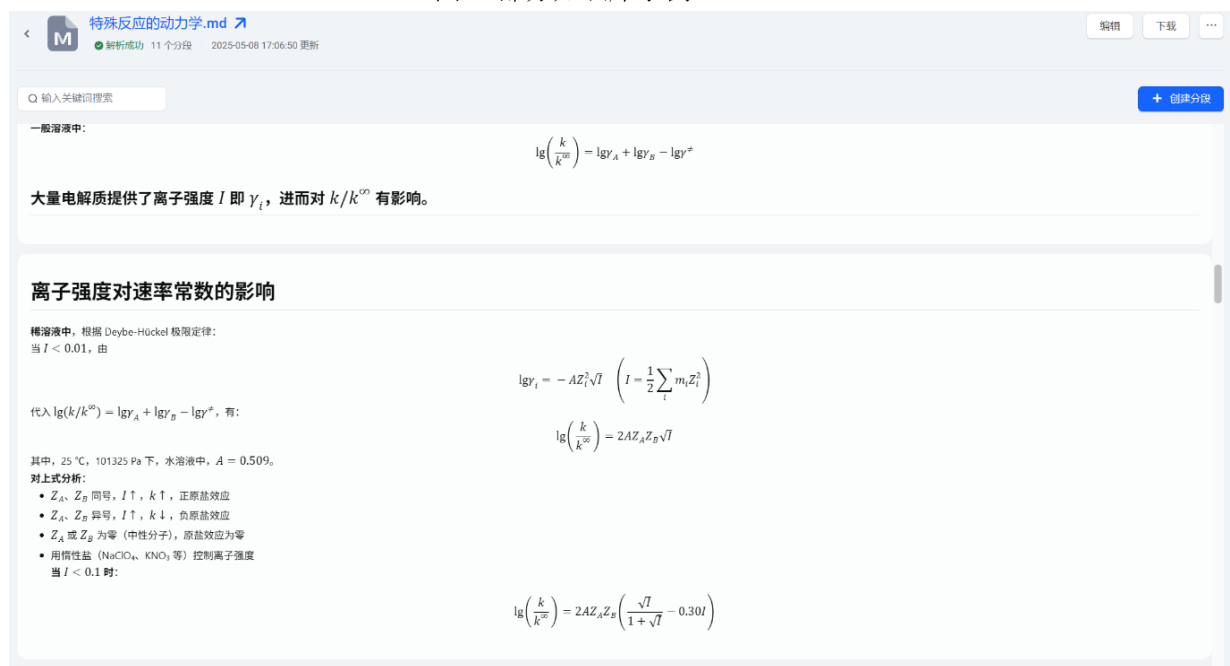 特殊反应的动力学.md
解析成功 11 个分段 2025-05-08 17:06:50 更新
编辑 下载 ...
输入关键词搜索
+ 创建分段
一般溶液中:
lg(k/k^∞) = lgγ_A + lgγ_B − lgγ^≠
大量电解质提供了离子强度 I 即 γ_i，进而对 k/k^∞ 有影响。
离子强度对速率常数的影响
稀溶液中，根据 Deybe-Hückel 极限定律：
当 I < 0.01，由
lgγ_i = − AZ_i^2√I (I = 1/2 ∑_i m_iZ_i^2)
代入 lg(k/k^∞) = lgγ_A + lgγ_B − lgγ^≠，有：
lg(k/k^∞) = 2AZ_AZ_B√I
其中，25 ℃，101325 Pa 下，水溶液中，A = 0.509。
对上式分析：
• Z_A、Z_B 同号，I↑，k↑，正原盐效应
• Z_A、Z_B 异号，I↑，k↓，负原盐效应
• Z_A 或 Z_B 为零（中性分子），原盐效应为零
• 用惰性盐（NaClO₄、KNO₃ 等）控制离子强度
当 I < 0.1 时：
lg(k/k^∞) = 2AZ_AZ_B(√I/(1 + √I) − 0.30I)